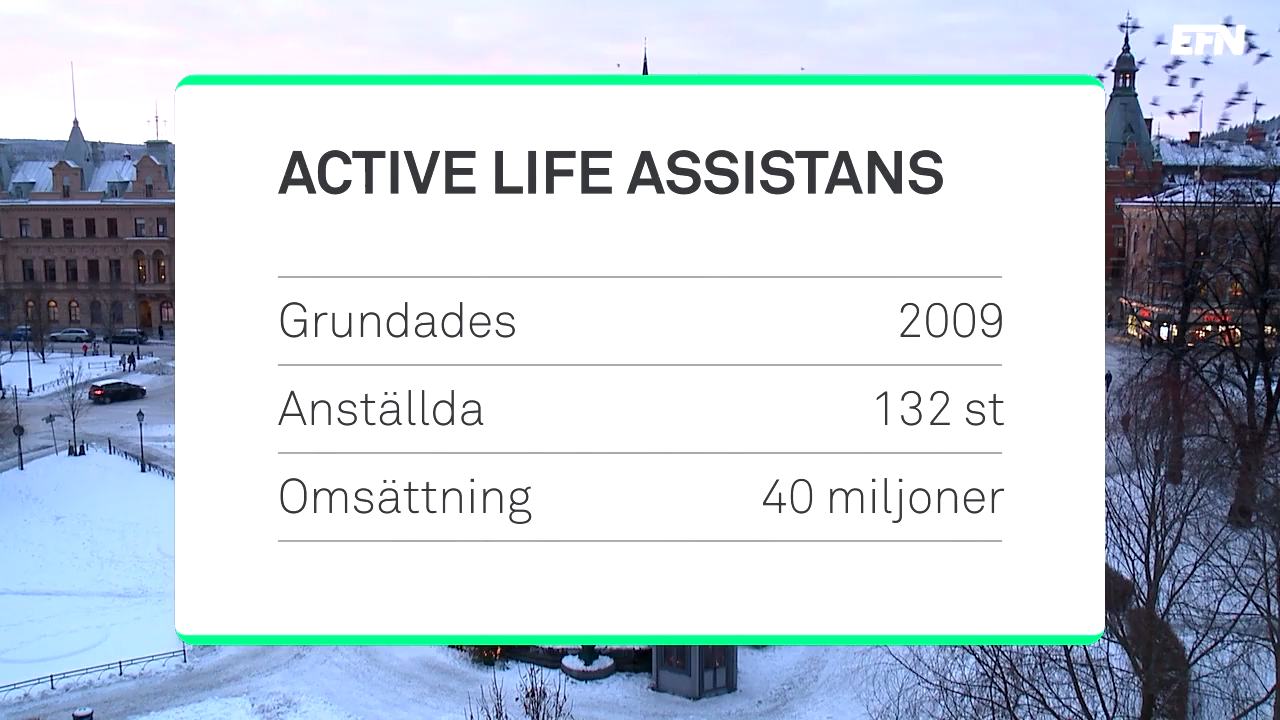 EFN
ACTIVE LIFE ASSISTANS
Grundades 2009
Anställda 132 st
Omsättning 40 miljoner